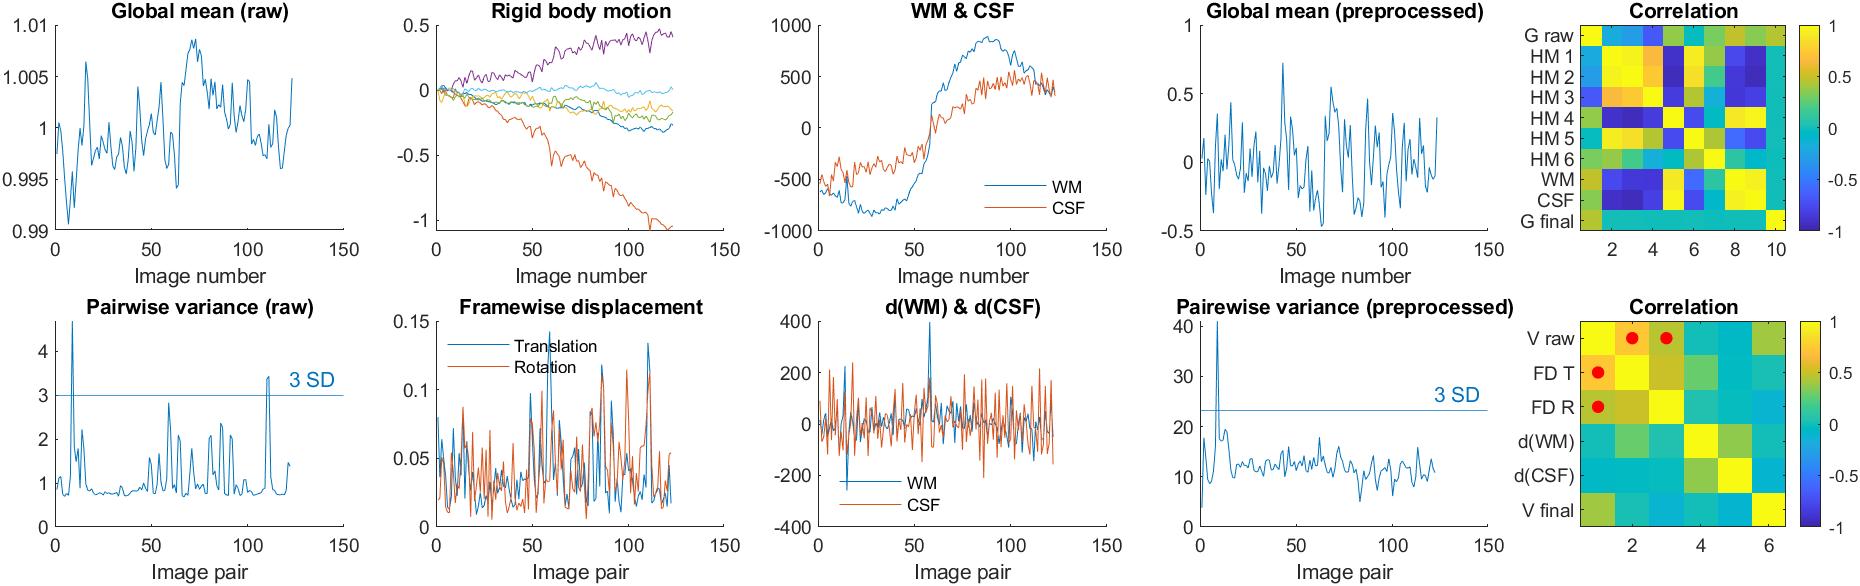 Global mean (raw)
1.01
1.005
1
0.995
0.99
0 50 100 150
Image number
Rigid body motion
0.5
0
-0.5
-1
0 50 100 150
Image number
WM & CSF
1000
500
0
-500
-1000
WM
CSF
0 50 100 150
Image number
Global mean (preprocessed)
1
0.5
0
-0.5
0 50 100 150
Image number
Correlation
G raw
HM 1
HM 2
HM 3
HM 4
HM 5
HM 6
WM
CSF
G final
2 4 6 8 10
1
0.5
0
-0.5
-1
Pairwise variance (raw)
4
3
2
1
0
3 SD
0 50 100 150
Image pair
Framewise displacement
0.15
0.1
0.05
0
Translation
Rotation
0 50 100 150
Image pair
d(WM) & d(CSF)
400
200
0
-200
-400
WM
CSF
0 50 100 150
Image pair
Pairewise variance (preprocessed)
40
30
20
10
0
3 SD
0 50 100 150
Image pair
Correlation
V raw
FD T
FD R
d(WM)
d(CSF)
V final
2 4 6
1
0.5
0
-0.5
-1